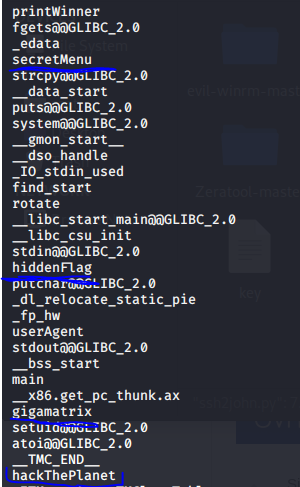 printWinner
fgets@@GLIBC_2.0
_edata
secretMenu
strcpy@@GLIBC_2.0
__data_start
puts@@GLIBC_2.0
system@@GLIBC_2.0
__gmon_start__
__dso_handle
_IO_stdin_used
find_start
rotate
__libc_start_main@@GLIBC_2.0
__libc_csu_init
stdin@@GLIBC_2.0
hiddenFlag
putchar@@GLIBC_2.0
_dl_relocate_static_pie
_fp_hw
userAgent
stdout@@GLIBC_2.0
__bss_start
main
__x86.get_pc_thunk.ax
gigamatrix
setuid@@GLIBC_2.0
atoi@@GLIBC_2.0
__TMC_END__
hackThePlanet
System
evil-winrm-mast
Zeratool-master
key